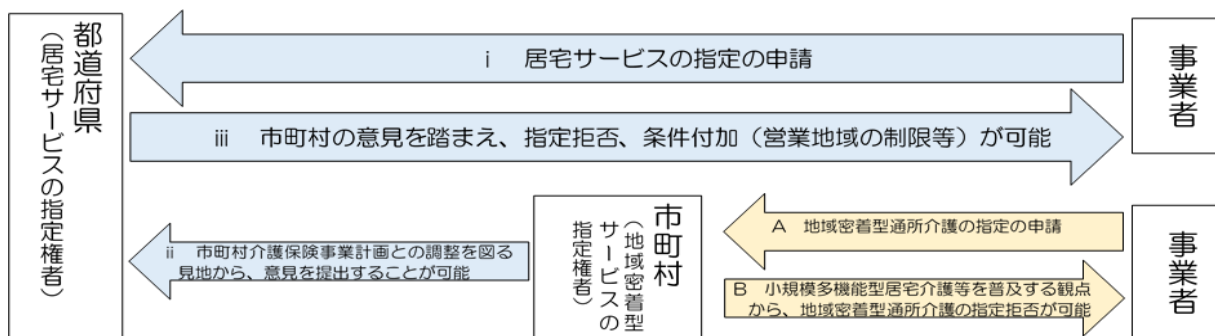 都道府県
（居宅サービスの指定権者）
ⅰ　居宅サービスの指定の申請
事業者
ⅲ　市町村の意見を踏まえ、指定拒否、条件付加（営業地域の制限等）が可能
ⅱ　市町村介護保険事業計画との調整を図る
見地から、意見を提出することが可能
市町村
（地域密着型
サービスの
指定権者）
A　地域密着型通所介護の指定の申請
B　小規模多機能型居宅介護等を普及する観点
から、地域密着型通所介護の指定拒否が可能
事業者